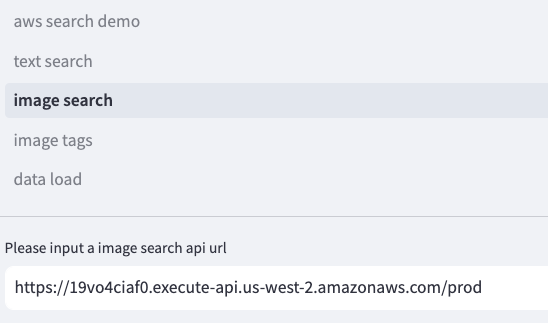 aws search demo
text search
image search
image tags
data load
Please input a image search api url
https://19vo4ciaf0.execute-api.us-west-2.amazonaws.com/prod